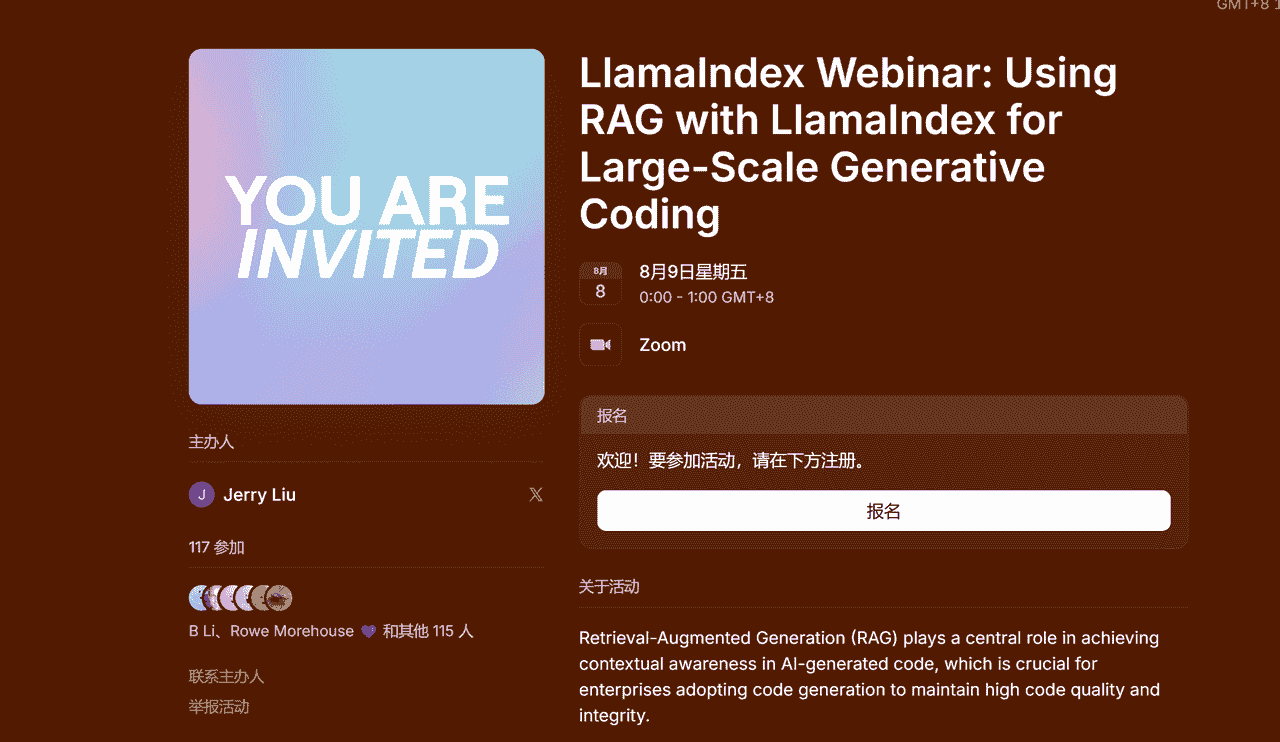 GMT+8
YOU ARE
INVITED
主办人
J
Jerry Liu
117 参加
B Li、Rowe Morehouse 💜 和其他 115 人
联系主办人
举报活动
LlamaIndex Webinar: Using
RAG with LlamaIndex for
Large-Scale Generative
Coding
8月
8
8月9日星期五
0:00 - 1:00 GMT+8
Zoom
报名
欢迎！要参加活动，请在下方注册。
报名
关于活动
Retrieval-Augmented Generation (RAG) plays a central role in achieving
contextual awareness in AI-generated code, which is crucial for
enterprises adopting code generation to maintain high code quality and
integrity.